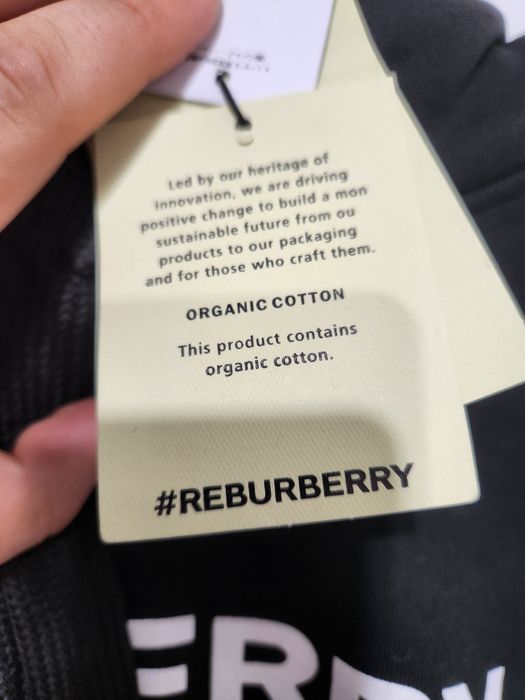 Led by our heritage of
innovation, we are driving
positive change to build a mon
sustainable future from ou
products to our packaging
and for those who craft them.
ORGANIC COTTON
This product contains
organic cotton.
#REBURBERRY
ERRY